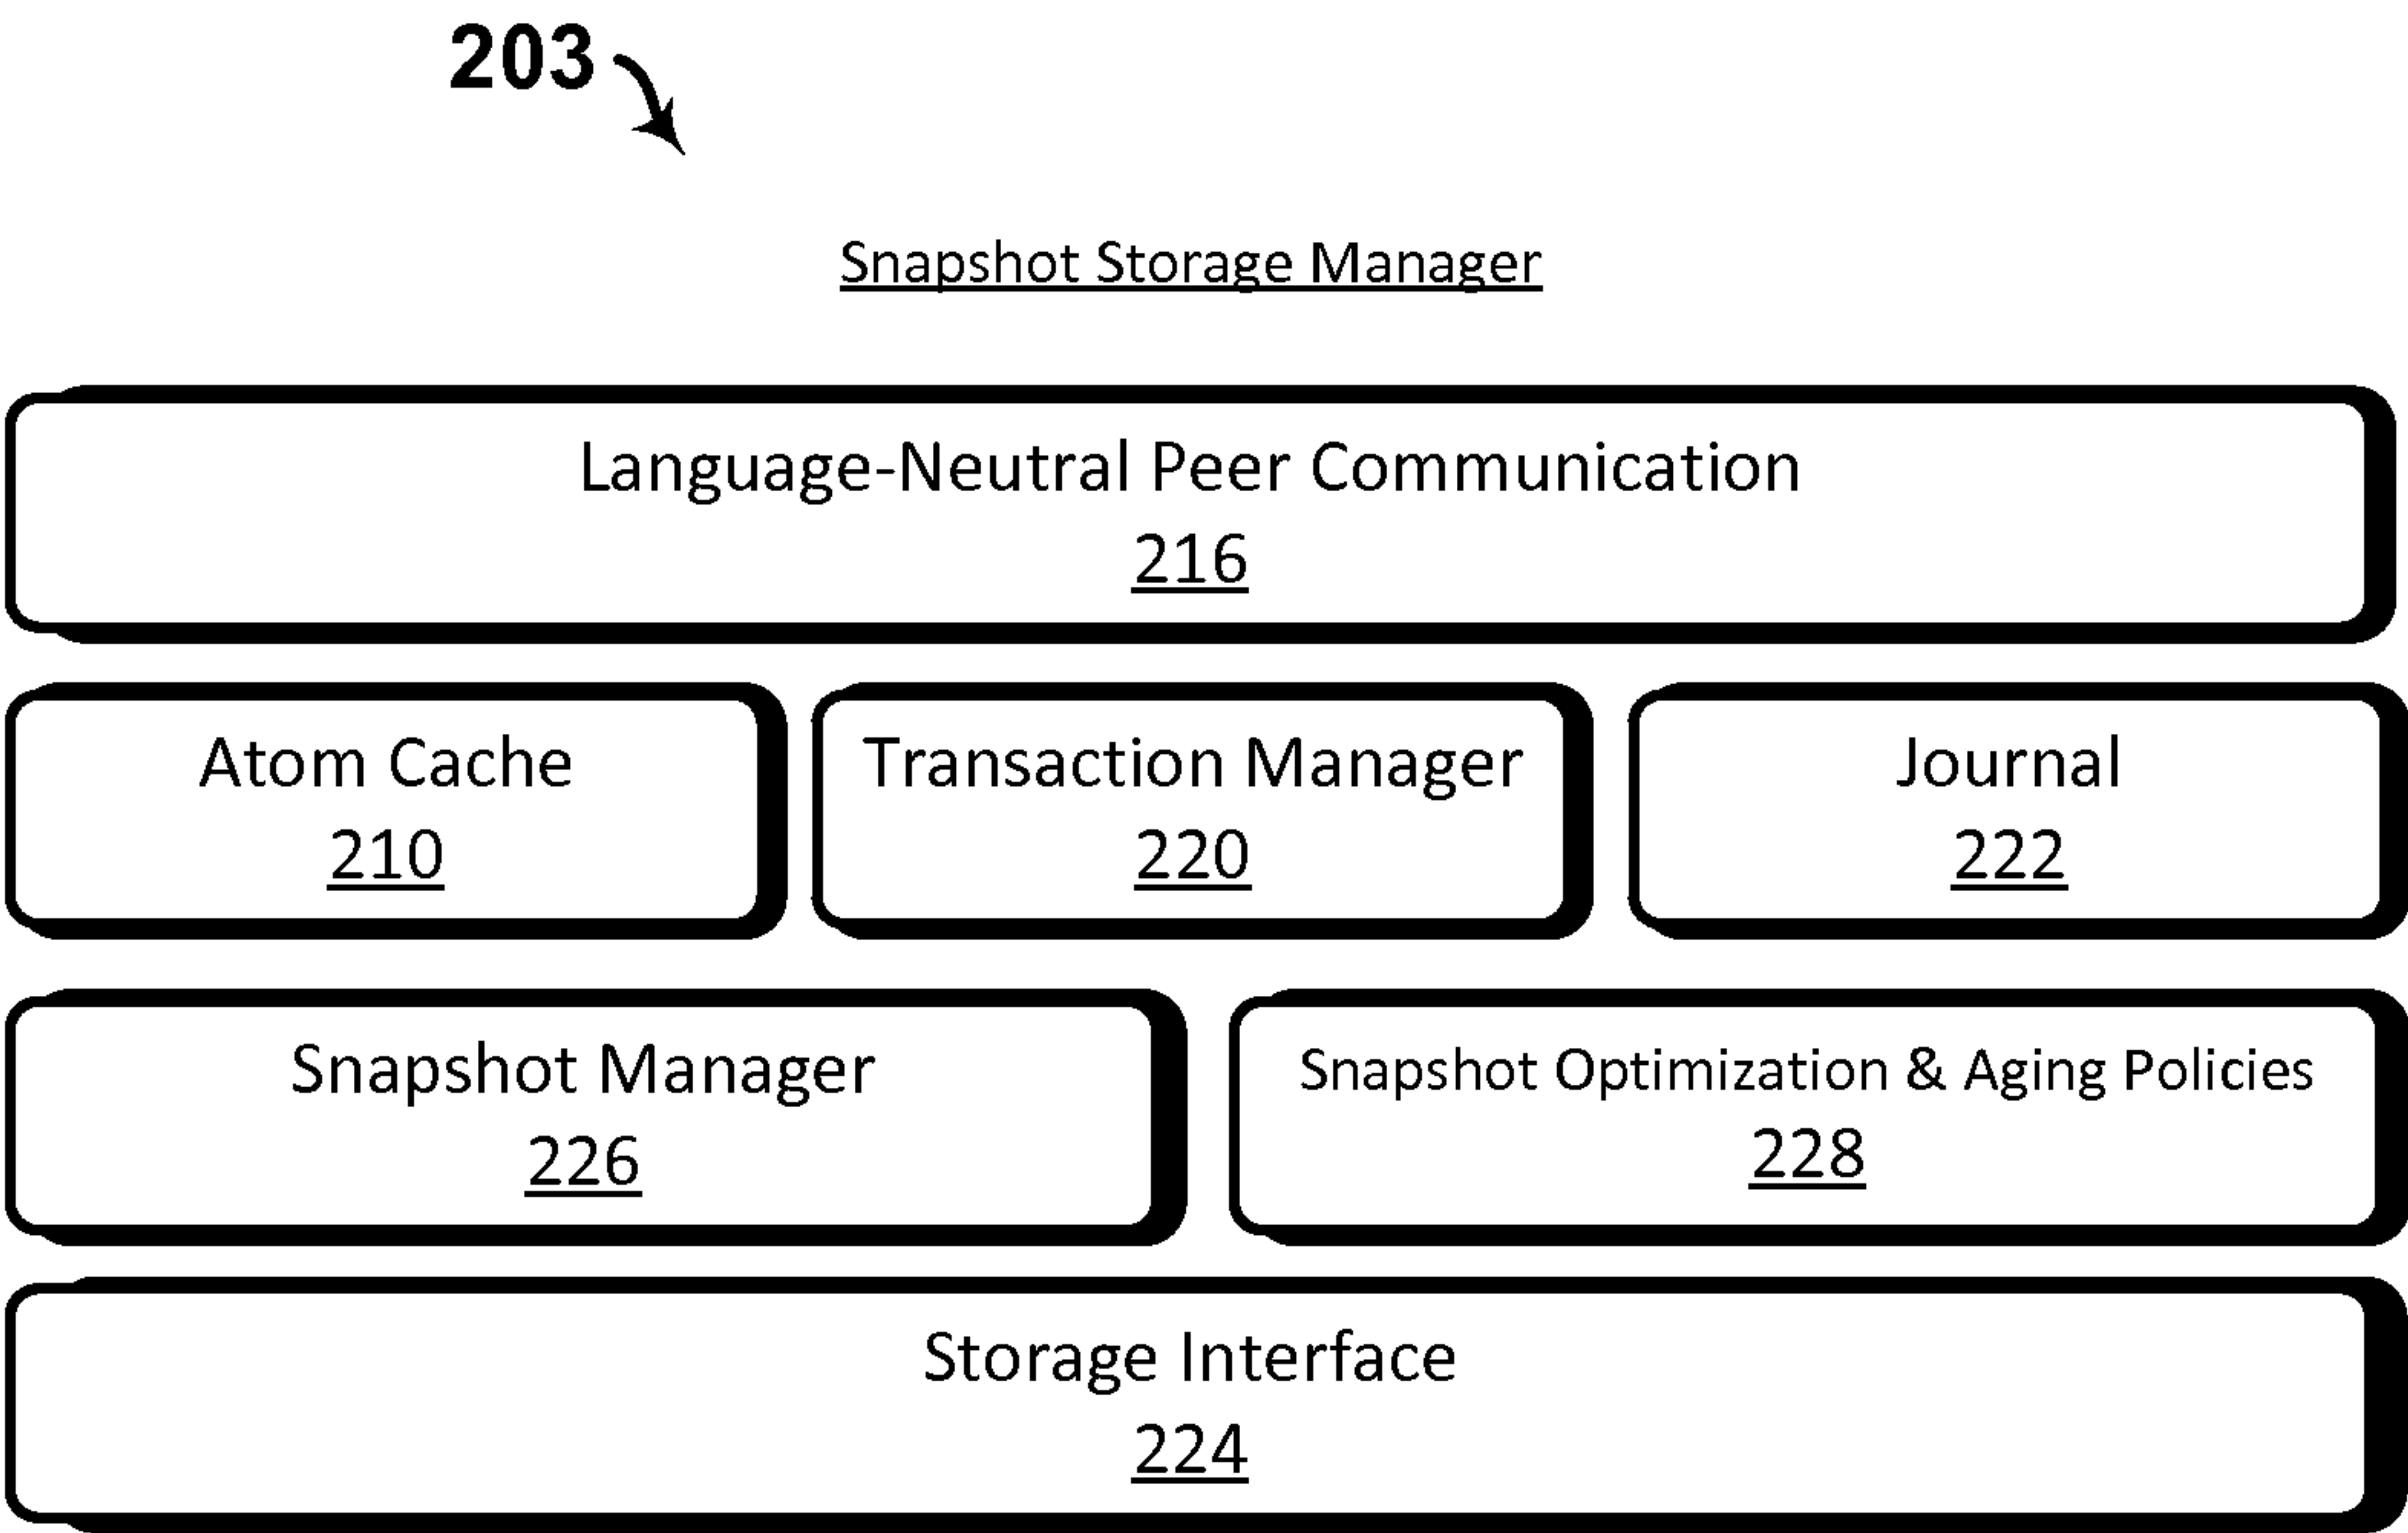 203
Snapshot Storage Manager
Language-Neutral Peer Communication
216
Atom Cache
210
Transaction Manager
220
Journal
222
Snapshot Manager
226
Snapshot Optimization & Aging Policies
228
Storage Interface
224